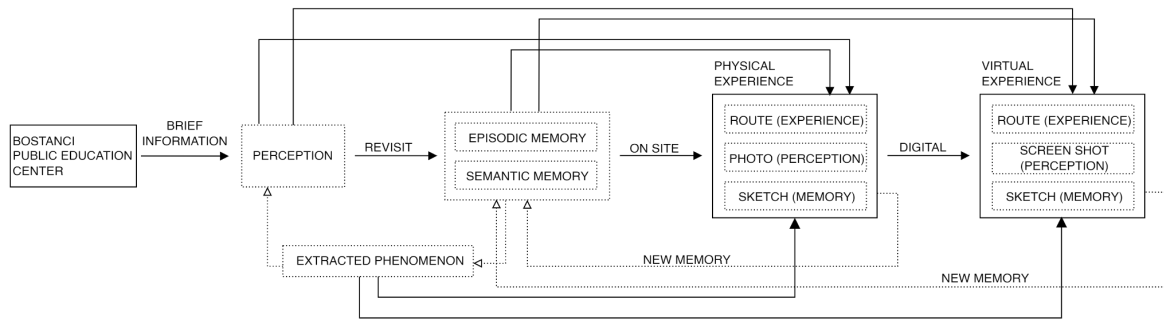 PHYSICAL
EXPERIENCE
VIRTUAL
EXPERIENCE
BOSTANCI
PUBLIC EDUCATION
CENTER
BRIEF
INFORMATION
PERCEPTION
REVISIT
EPISODIC MEMORY
SEMANTIC MEMORY
ON SITE
ROUTE (EXPERIENCE)
PHOTO (PERCEPTION)
SKETCH (MEMORY)
DIGITAL
ROUTE (EXPERIENCE)
SCREEN SHOT
(PERCEPTION)
SKETCH (MEMORY)
EXTRACTED PHENOMENON
NEW MEMORY
NEW MEMORY